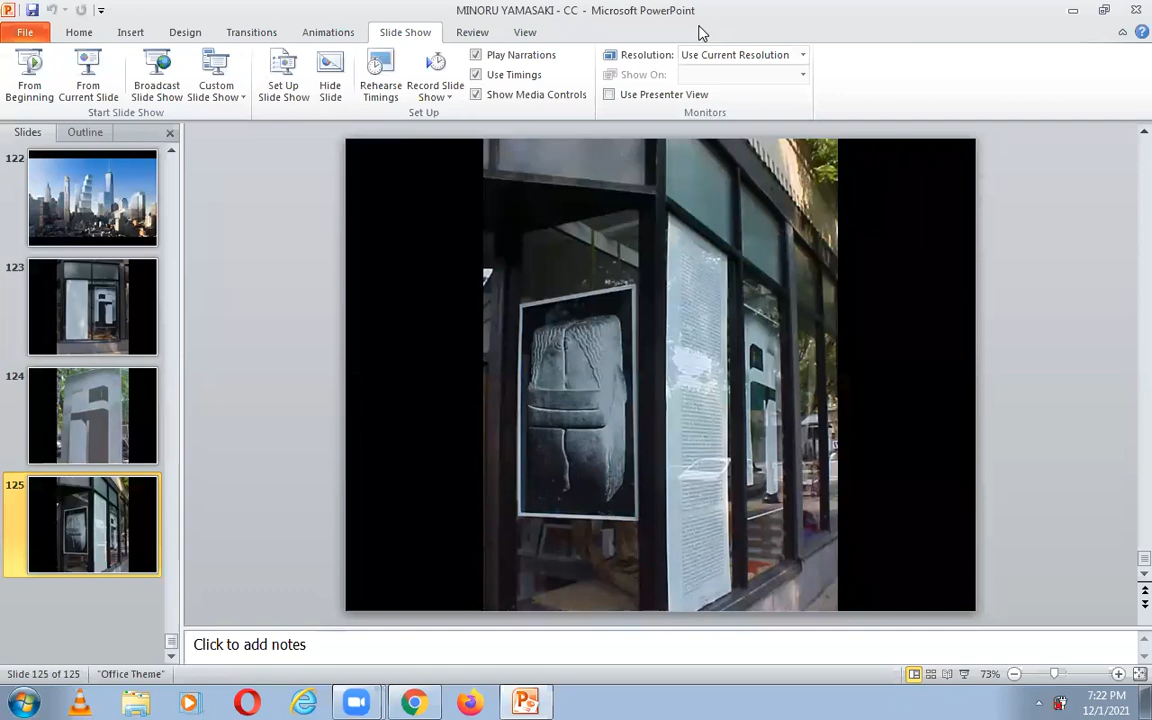 MINORU YAMASAKI - CC - Microsoft PowerPoint
File Home Insert Design Transitions Animations Slide Show Review View
From Beginning
From Current Slide
Broadcast Slide Show
Custom Slide Show
Start Slide Show
Set Up Slide Show
Hide Slide
Rehearse Timings
Record Slide Show
Play Narrations
Use Timings
Show Media Controls
Set Up
Resolution: Use Current Resolution
Show On:
Use Presenter View
Monitors
Slides Outline
122
123
124
125
Click to add notes
Slide 125 of 125 "Office Theme" 73%
7:22 PM
12/1/2021